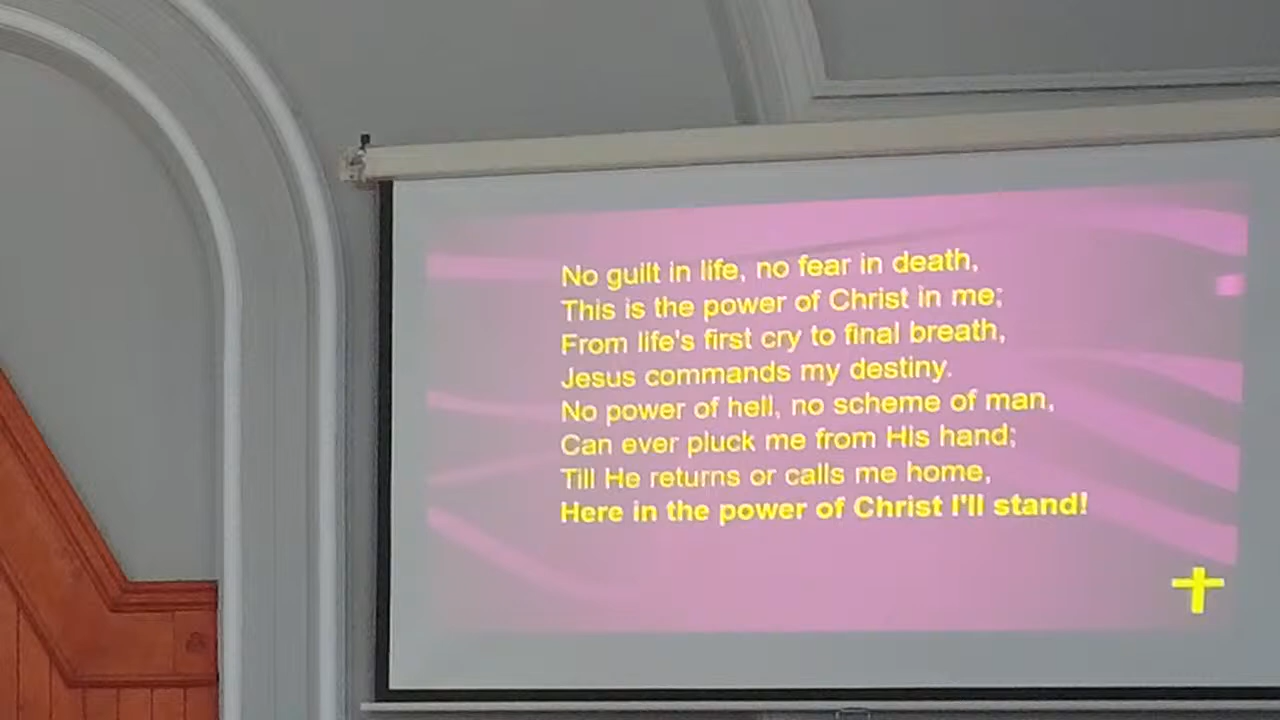 No guilt in life, no fear in death,
This is the power of Christ in me;
From life's first cry to final breath,
Jesus commands my destiny.
No power of hell, no scheme of man,
Can ever pluck me from His hand;
Till He returns or calls me home,
Here in the power of Christ I'll stand!